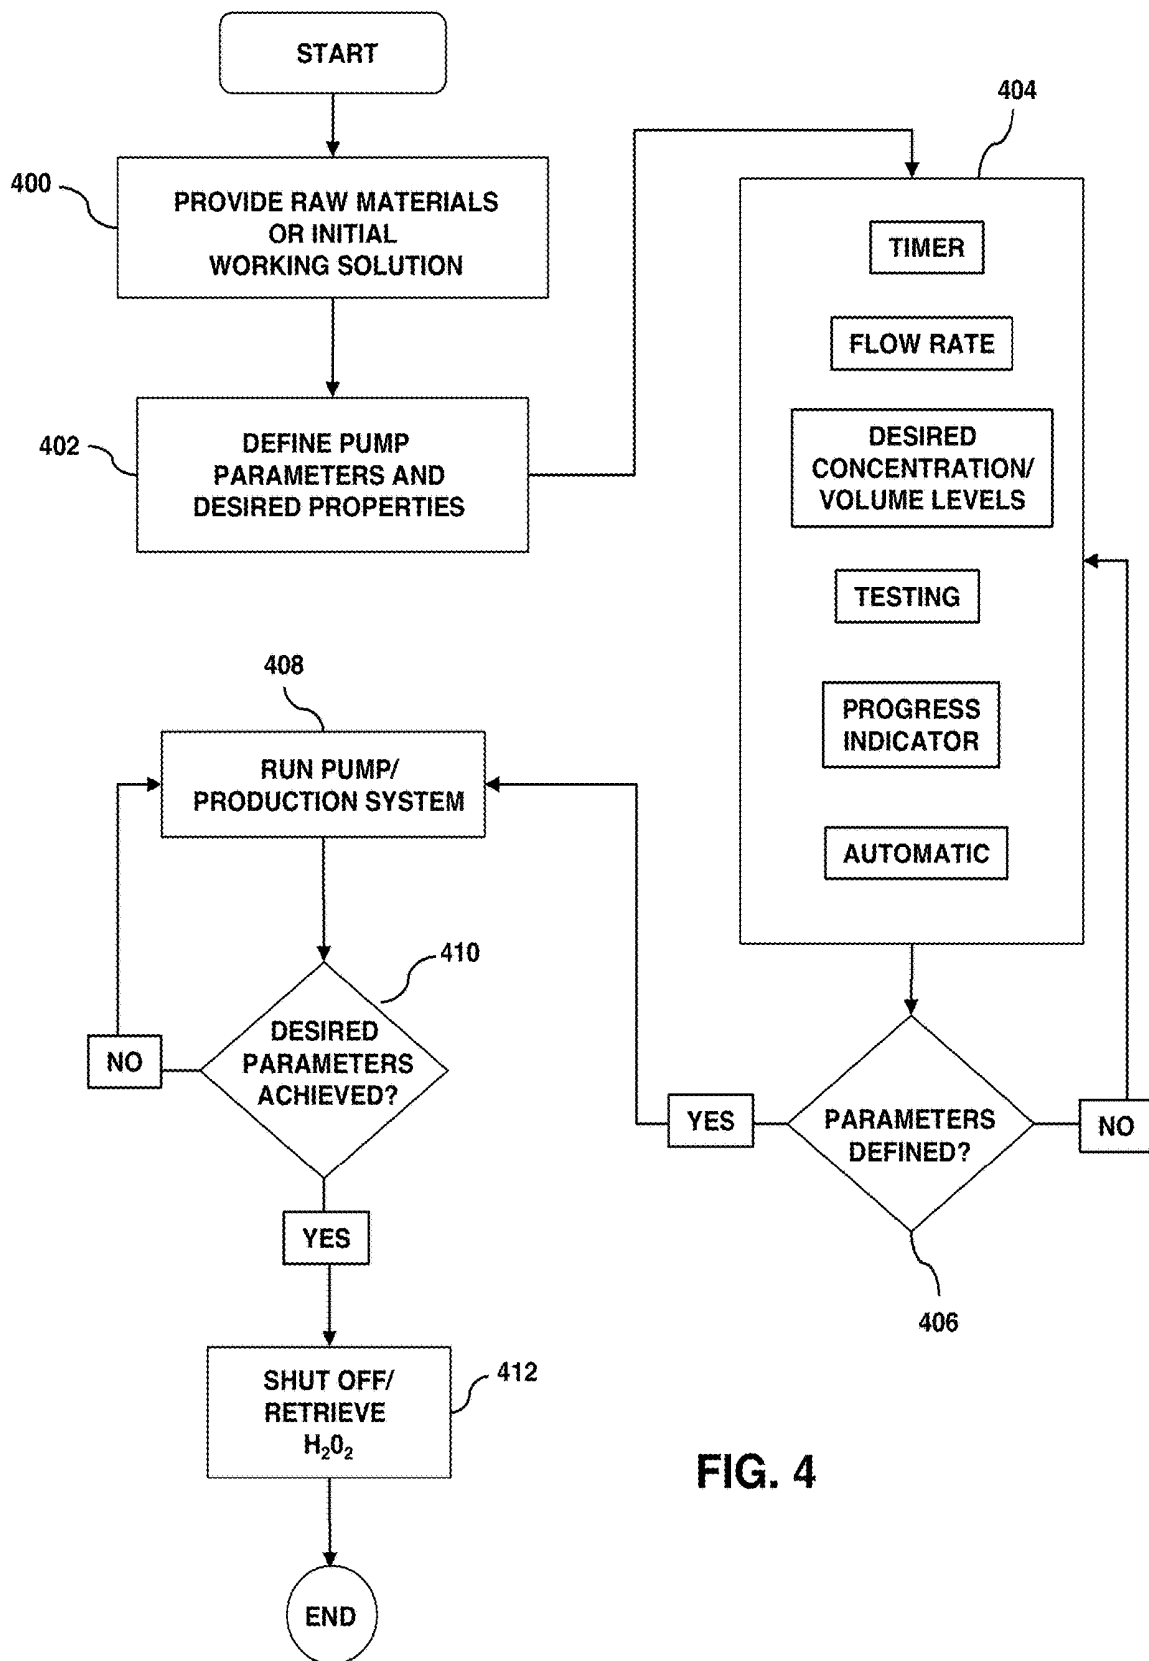 START
400
PROVIDE RAW MATERIALS
OR INITIAL
WORKING SOLUTION
402
DEFINE PUMP
PARAMETERS AND
DESIRED PROPERTIES
404
TIMER
FLOW RATE
DESIRED
CONCENTRATION/
VOLUME LEVELS
TESTING
PROGRESS
INDICATOR
AUTOMATIC
PARAMETERS
DEFINED?
406
NO
YES
408
RUN PUMP/
PRODUCTION SYSTEM
410
DESIRED
PARAMETERS
ACHIEVED?
NO
YES
412
SHUT OFF/
RETRIEVE
H₂0₂
END
FIG. 4